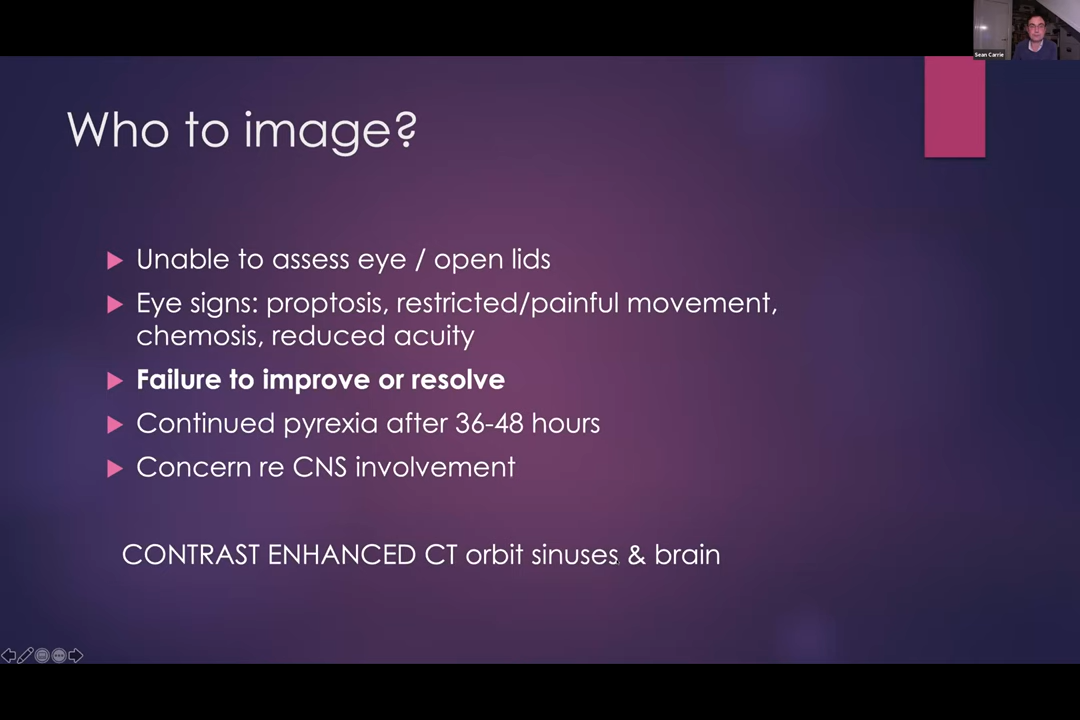 Sean Carrie
Who to image?
Unable to assess eye / open lids
Eye signs: proptosis, restricted/painful movement,
chemosis, reduced acuity
Failure to improve or resolve
Continued pyrexia after 36-48 hours
Concern re CNS involvement
CONTRAST ENHANCED CT orbit sinuses & brain